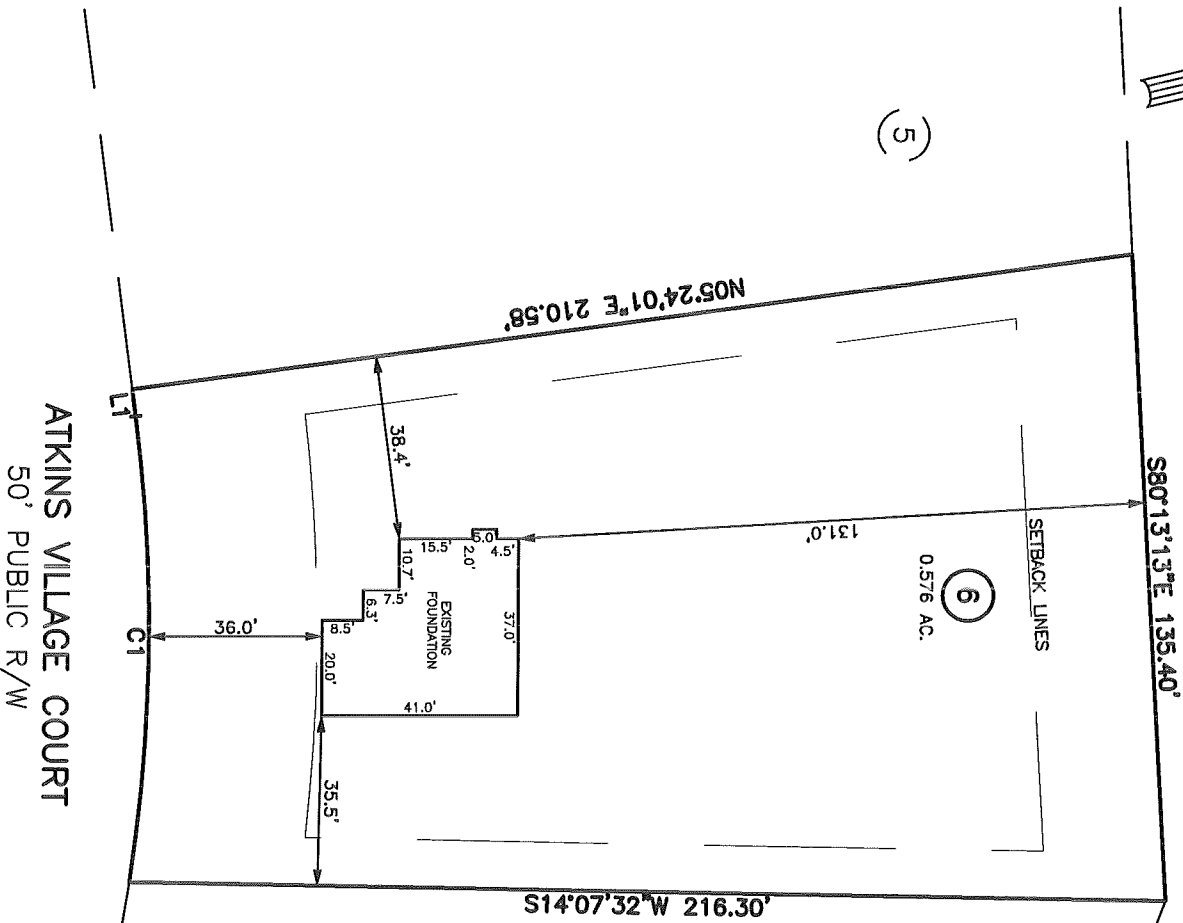 (5)
N05°24'01"E 210.58'
S80°13'13"E 135.40'
SETBACK LINES
6
0.576 AC.
131.0'
38.4'
15.5'
5.0'
2.0'
4.5'
10.7'
7.5'
6.3'
8.5'
37.0'
EXISTING
FOUNDATION
20.0'
41.0'
36.0'
35.5'
L1
C1
S14°07'32"W 216.30'
ATKINS VILLAGE COURT
50' PUBLIC R/W